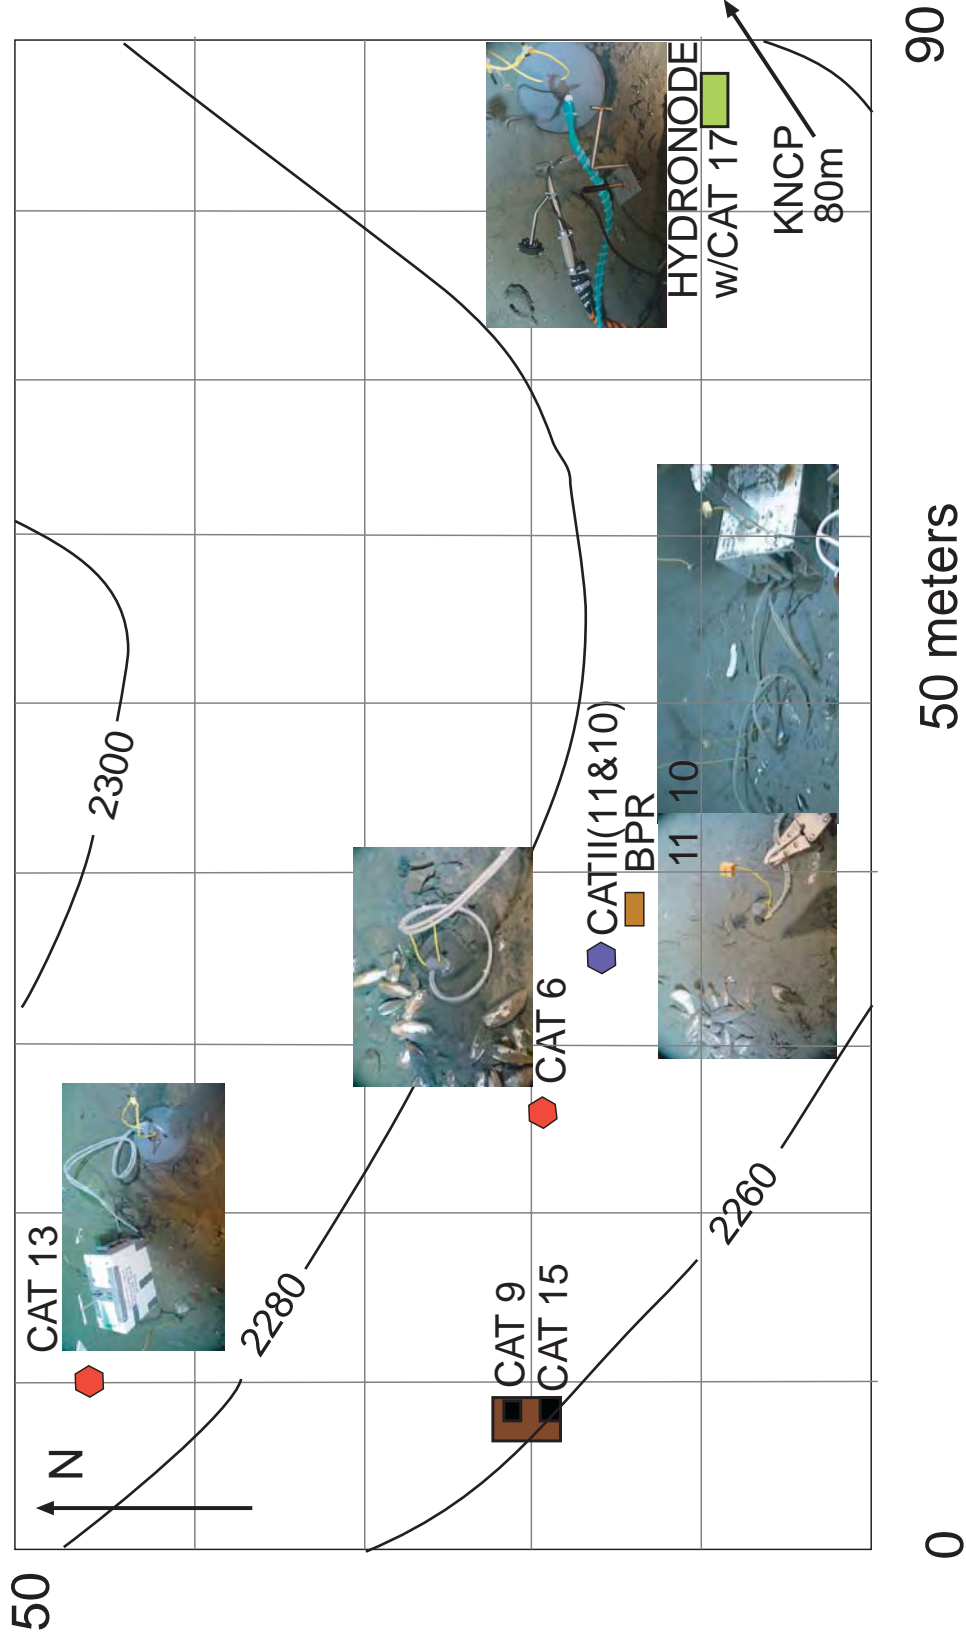 50
N
CAT 13
2300
2280
CAT 6
CAT 9
CAT 15
CATII(11&10)
BPR
11 10
2260
HYDRONODE
w/CAT 17
KNCP
80m
0
50 meters
90